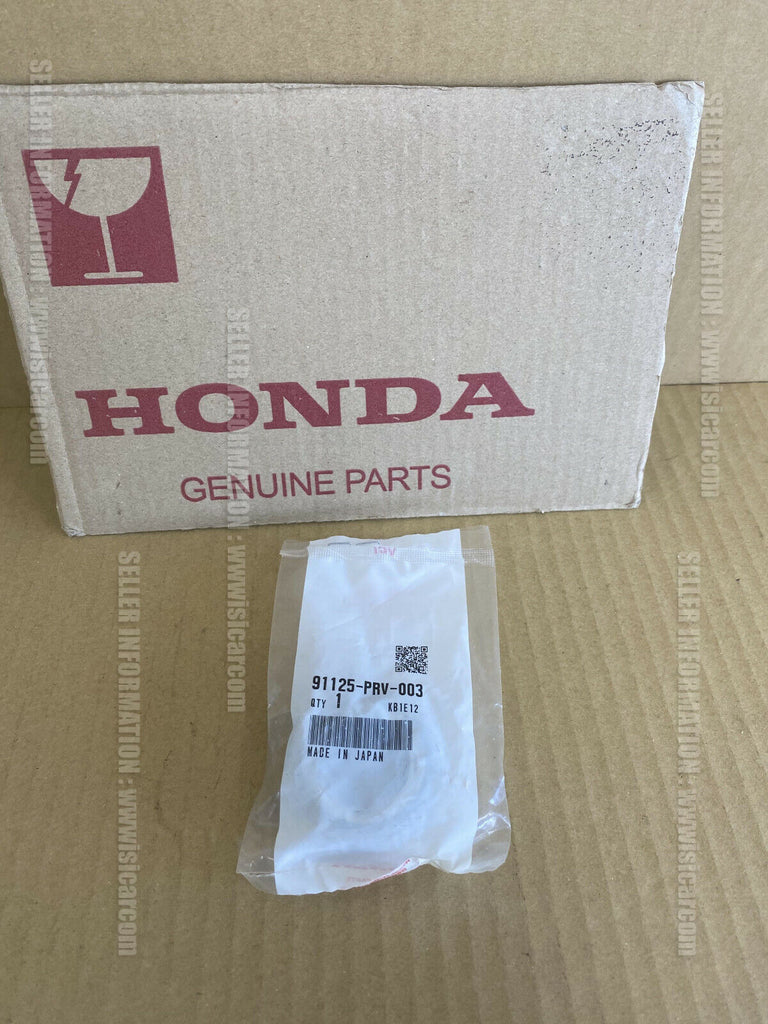 HONDA
GENUINE PARTS
91125-PRV-003
QTY 1 KB1E12
MADE IN JAPAN
SELLER INFORMATION : www.isicar.com
SELLER INFORMATION : www.isicar.com
SELLER INFORMATION : www.isicar.com
SELLER INFORMATION : www.isicar.com
SELLER INFORMATION : www.isicar.com